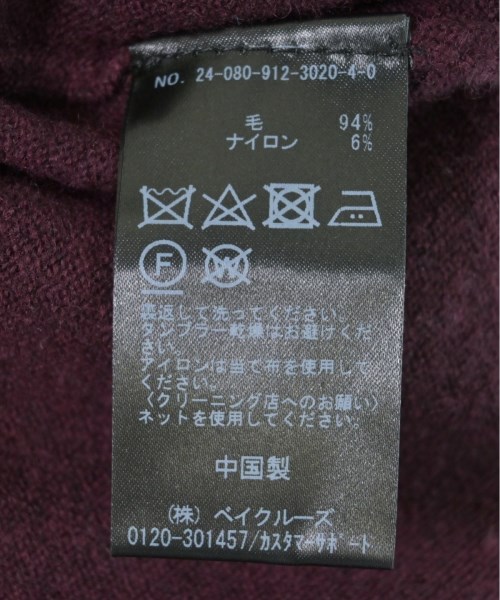 NO. 24-080-912-3020-4-0
毛 94%
ナイロン 6%
F W
裏返して洗ってください。
タンブラー乾燥はお避けくだ
さい。
アイロンは当て布を使用して
ください。
〈クリーニング店へのお願い〉
ネットを使用してください。
中国製
(株) ベイクルーズ
0120-301457/カスタマーサポート